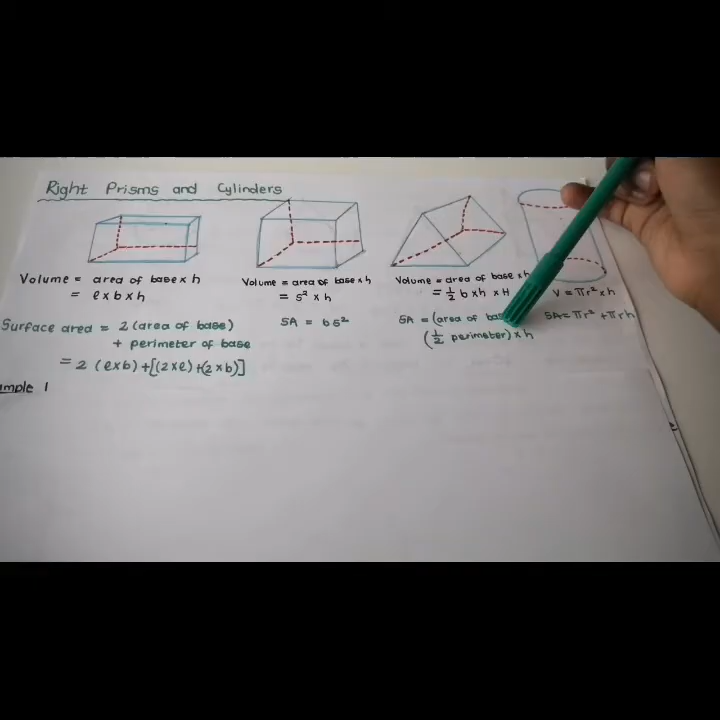 Right Prisms and Cylinders
Volume = area of base x h
= l x b x h
Surface area = 2 (area of base)
+ perimeter of base
= 2 (l x b) + [(2 x l) + (2 x b)]
Volume = area of base x h
= s² x h
SA = 6s²
Volume = area of base x h
= ½ b x h x H
SA = (area of
(½ perimeter) x h
V = πr² x h
SA = πr² + πrh
mple 1